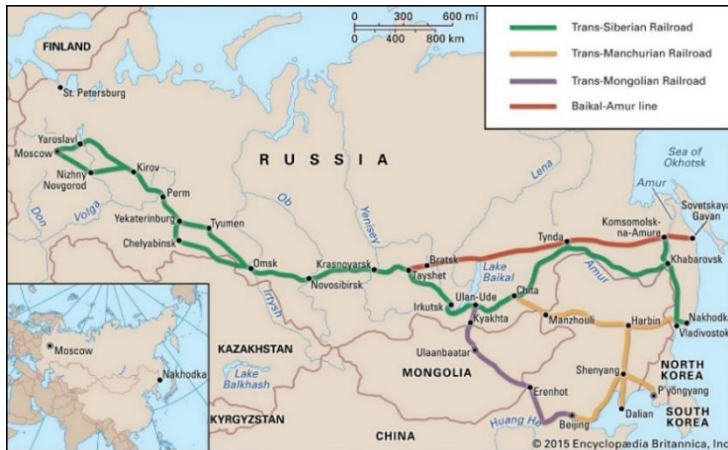 FINLAND
St. Petersburg
Yaroslavl
Moscow
Nizhny
Novgorod
Kirov
Perm
Don
Volga
Yekaterinburg
Tyumen
Chelyabinsk
Omsk
RUSSIA
Ob
Yenisey
Lena
Irtysh
Novosibirsk
Krasnoyarsk
Tayshet
Bratsk
Irkutsk
Lake
Baikal
Ulan-Ude
Kyakhta
Chita
Tynda
Amur
Amur
Sea of
Okhotsk
Sovetskaya
Gavan
Komsomolsk-
na-Amure
Khabarovsk
Nakhodka
Vladivostok
Manzhouli
Harbin
Shenyang
Dalian
P'yŏngyang
NORTH
KOREA
SOUTH
KOREA
Ulaanbaatar
MONGOLIA
Erenhot
Huang He
Beijing
CHINA
KAZAKHSTAN
Lake
Balkhash
KYRGYZSTAN
0 300 600 mi
0 400 800 km
Trans-Siberian Railroad
Trans-Manchurian Railroad
Trans-Mongolian Railroad
Baikal-Amur line
Moscow
Nakhodka
© 2015 Encyclopædia Britannica, Inc